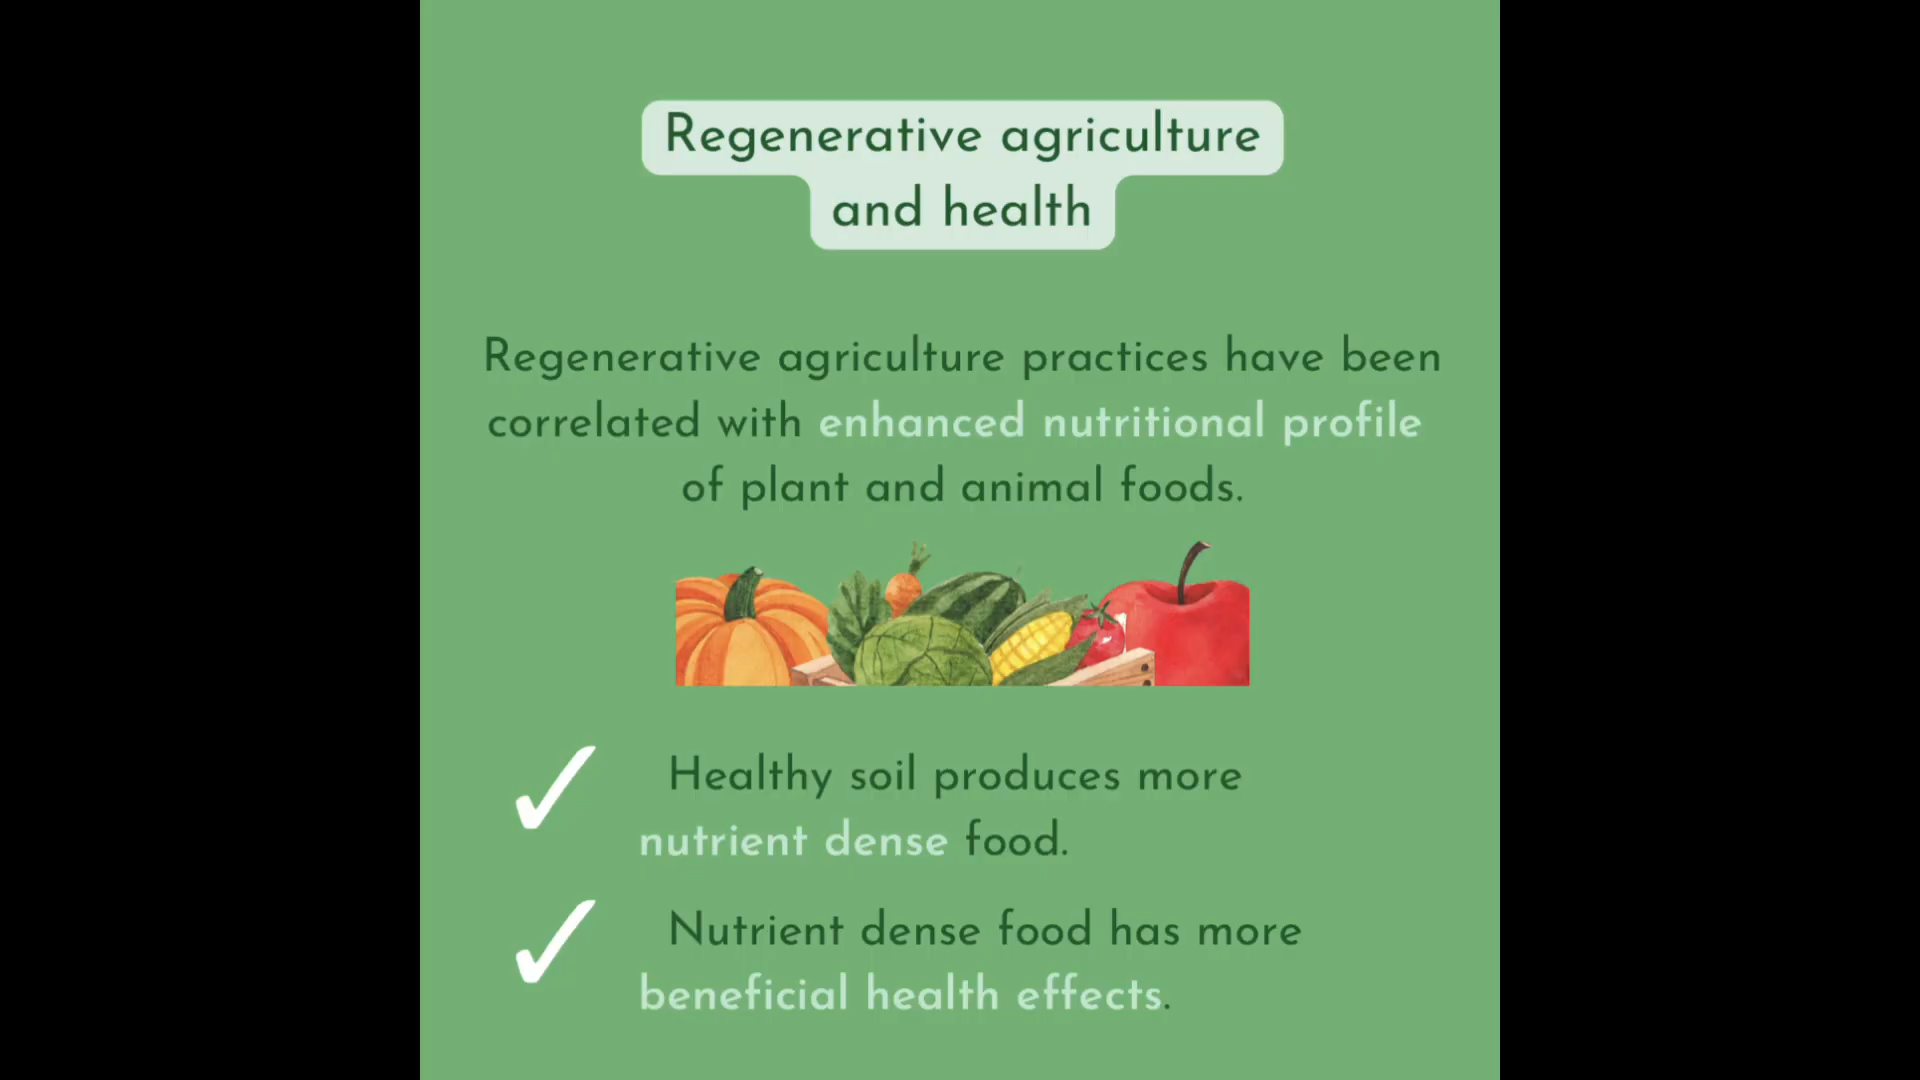 Regenerative agriculture
and health
Regenerative agriculture practices have been
correlated with enhanced nutritional profile
of plant and animal foods.
Healthy soil produces more
nutrient dense food.
Nutrient dense food has more
beneficial health effects.